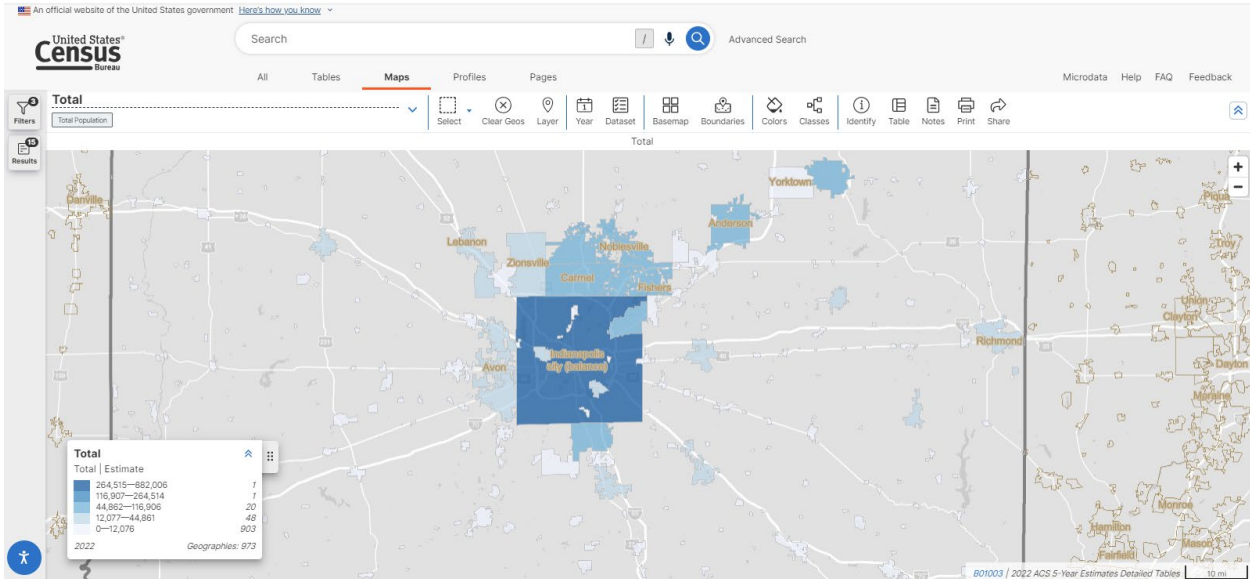 An official website of the United States government Here's how you know
United States®
Census
Bureau
Search
/
Advanced Search
All Tables Maps Profiles Pages
Microdata Help FAQ Feedback
3
Filters
Total
Total Population
Select Clear Geos Layer Year Dataset Basemap Boundaries Colors Classes Identify Table Notes Print Share
15
Results
Total
+
−
Danville
Yorktown
Piqua
Anderson
Lebanon
Noblesville
Troy
Zionsville
Carmel
Fishers
Union
Clayton
Richmond
Indianapolis
city (balance)
Avon
Dayton
Moraine
Monroe
Hamilton
Mason
Fairfield
Total
Total | Estimate
264,515—882,006 1
116,907—264,514 1
44,862—116,906 20
12,077—44,861 48
0—12,076 903
2022 Geographies: 973
B01003 | 2022 ACS 5-Year Estimates Detailed Tables
10 mi